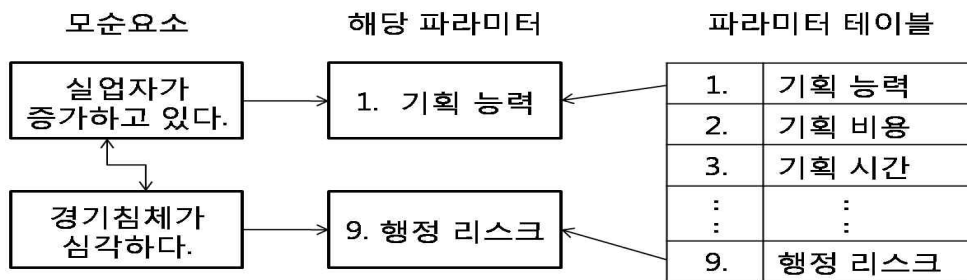 모순요소 해당 파라미터 파라미터 테이블
실업자가
증가하고 있다.
1. 기획 능력
경기침체가
심각하다.
9. 행정 리스크
1. 기획 능력
2. 기획 비용
3. 기획 시간
: :
: :
9. 행정 리스크